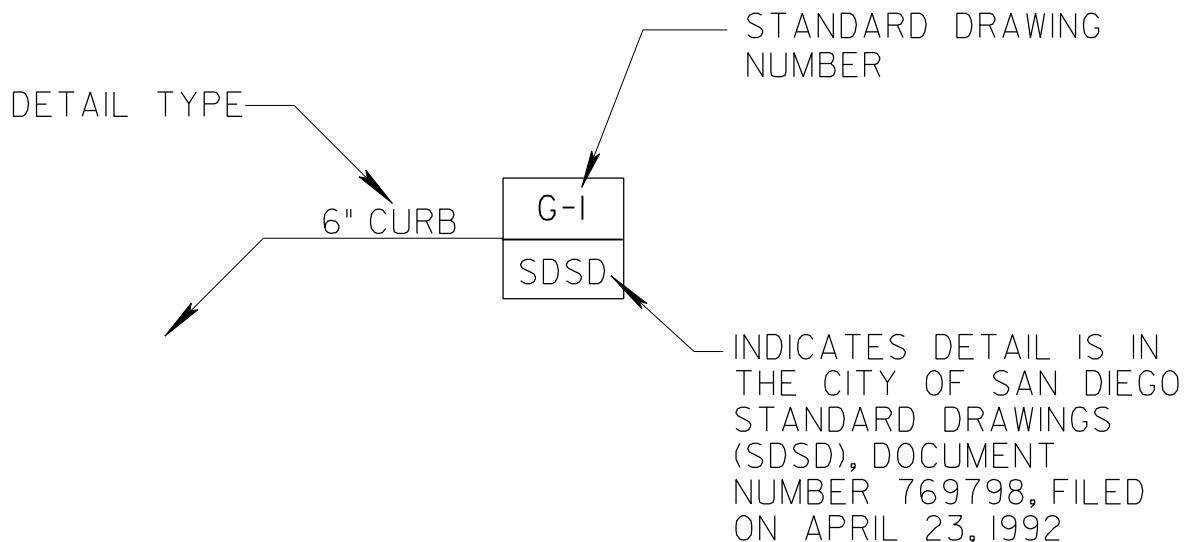 STANDARD DRAWING
NUMBER
DETAIL TYPE
6" CURB
G-1
SDSD
INDICATES DETAIL IS IN
THE CITY OF SAN DIEGO
STANDARD DRAWINGS
(SDSD), DOCUMENT
NUMBER 769798, FILED
ON APRIL 23, 1992